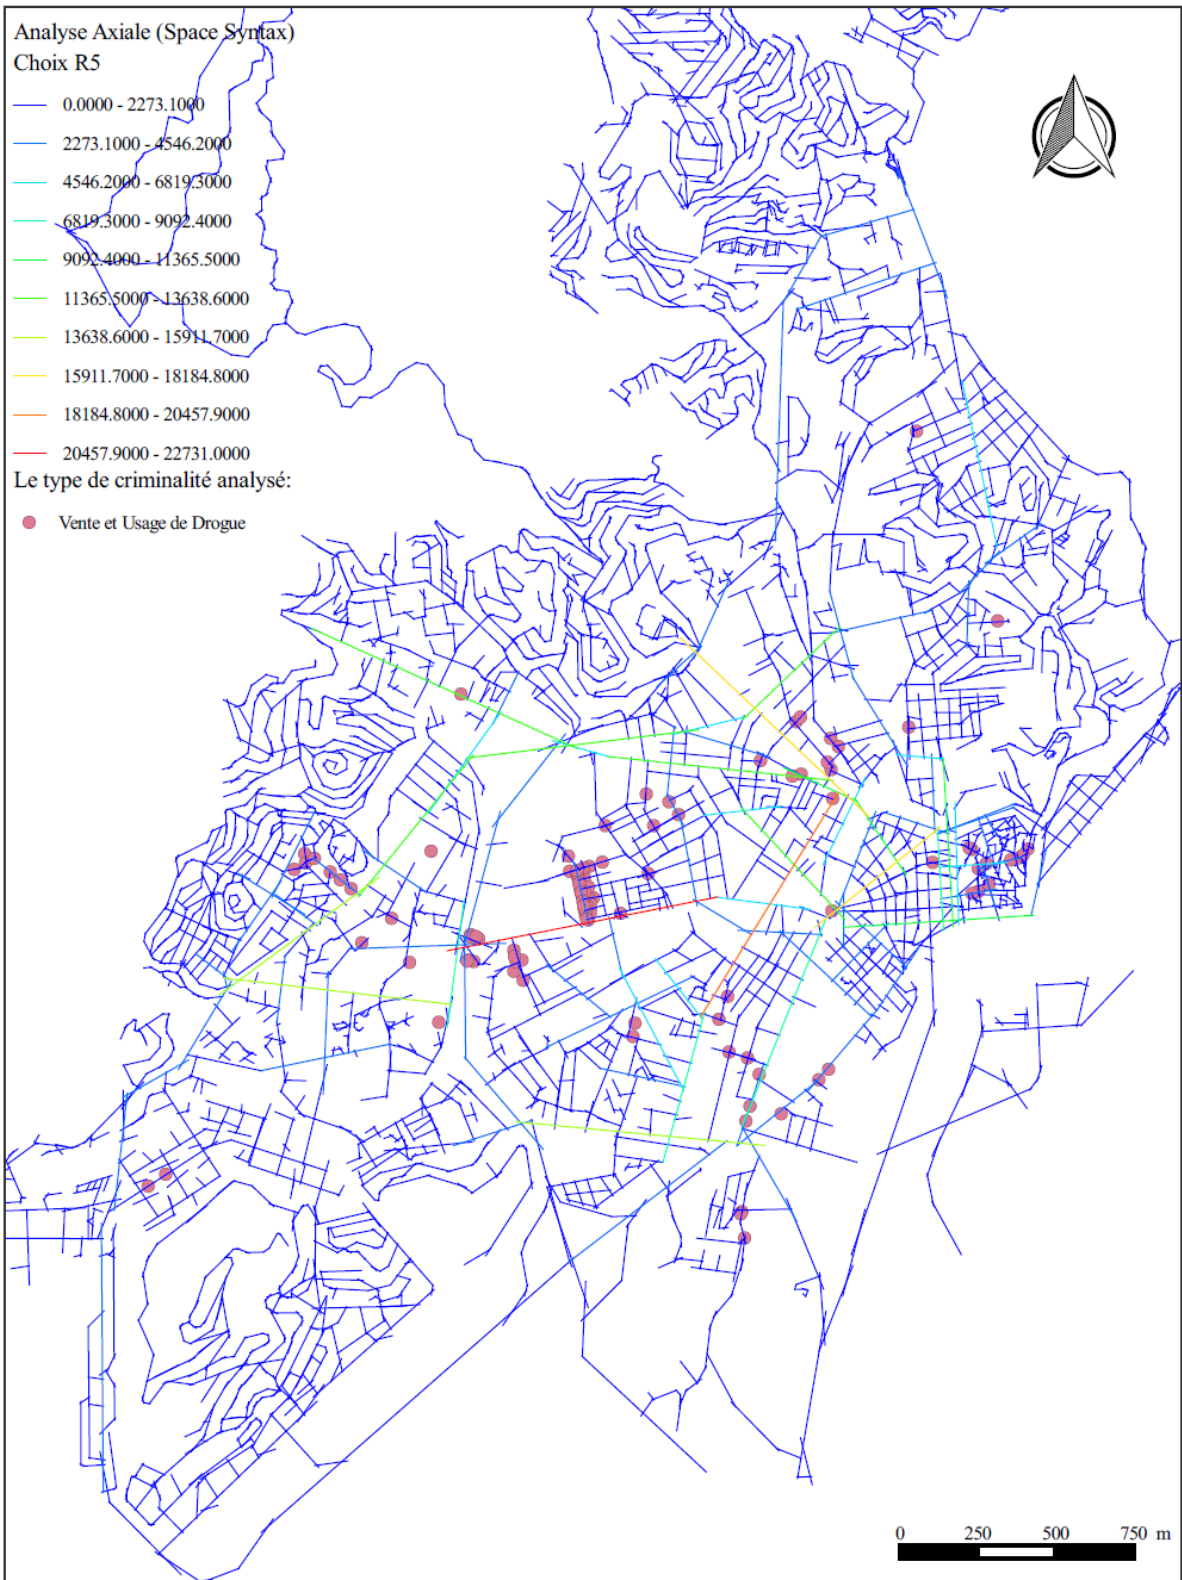 Analyse Axiale (Space Syntax)
Choix R5
0.0000 - 2273.1000
2273.1000 - 4546.2000
4546.2000 - 6819.3000
6819.3000 - 9092.4000
9092.4000 - 11365.5000
11365.5000 - 13638.6000
13638.6000 - 15911.7000
15911.7000 - 18184.8000
18184.8000 - 20457.9000
20457.9000 - 22731.0000
Le type de criminalité analysé:
Vente et Usage de Drogue
0 250 500 750 m